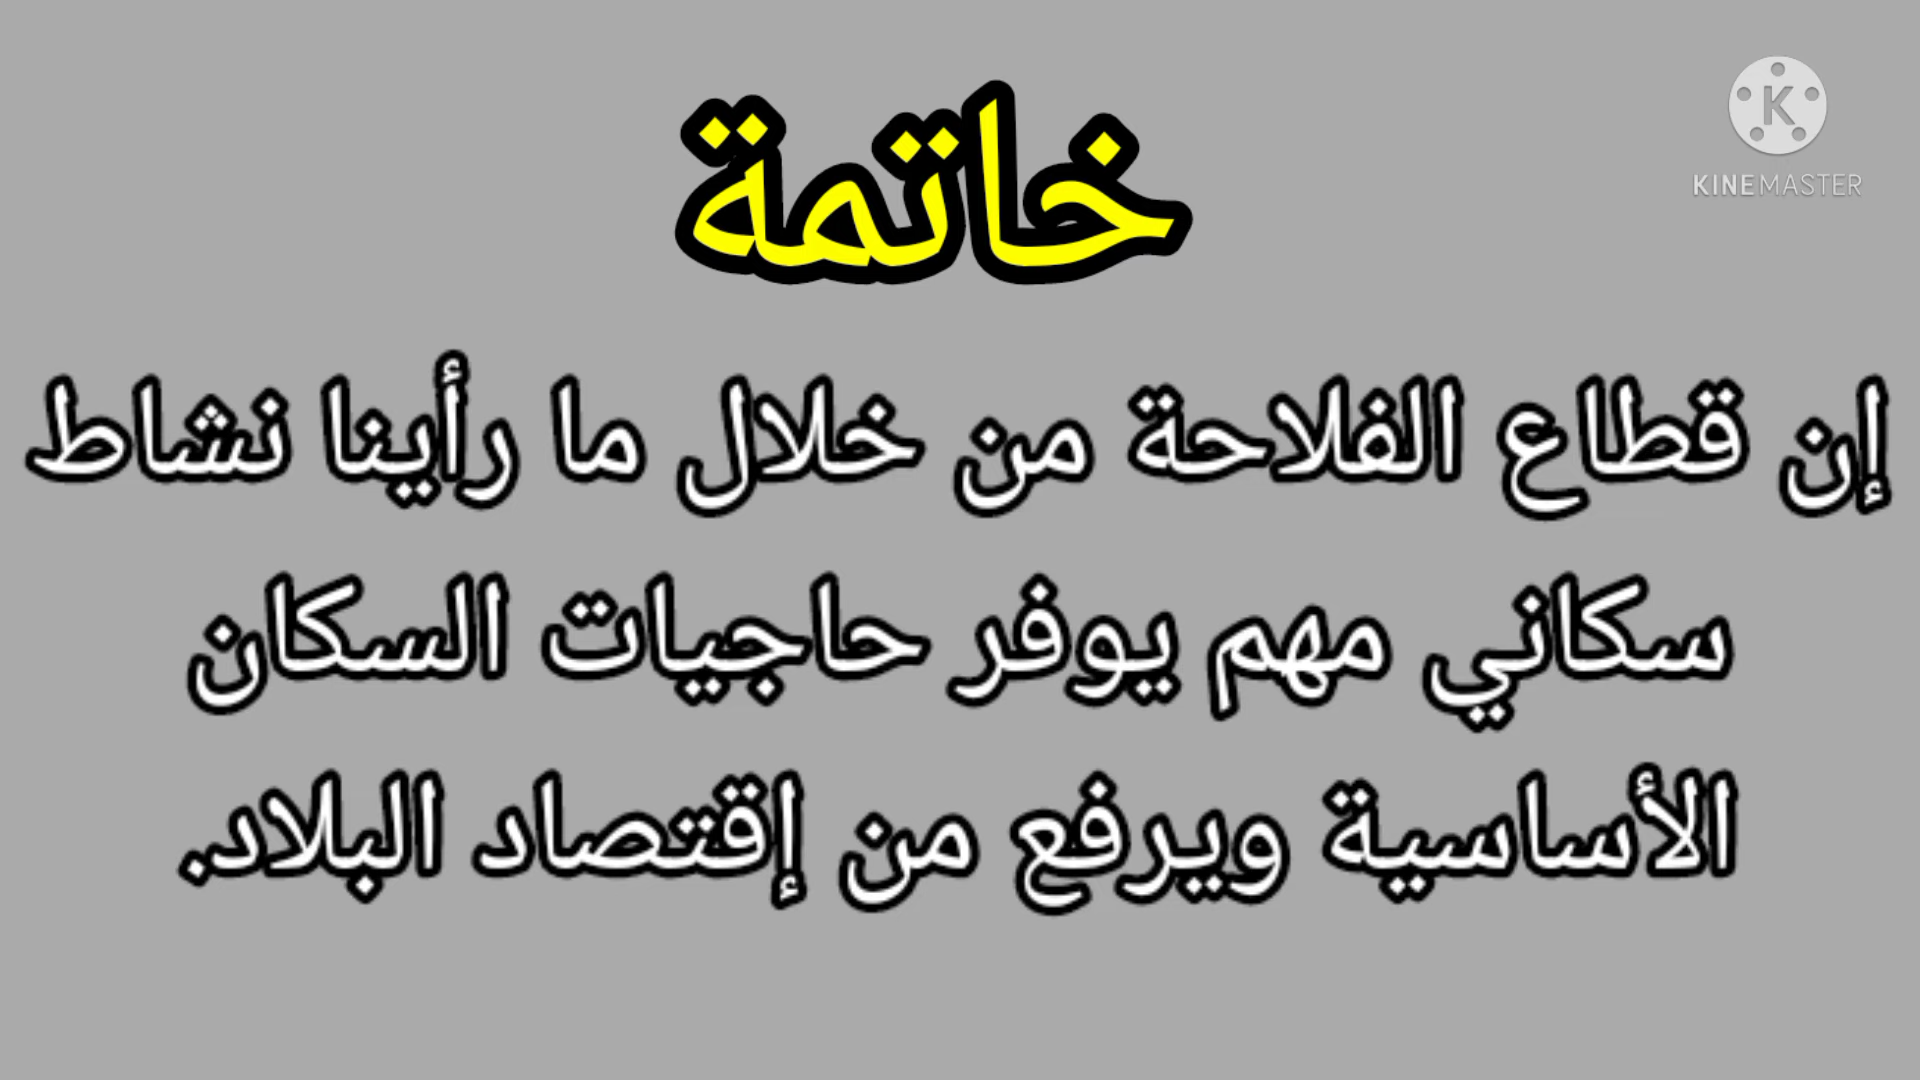 خاتمة
إن قطاع الفلاحة من خلال ما رأينا نشاط
سكاني مهم يوفر حاجيات السكان
الأساسية ويرفع من إقتصاد البلاد.
K
KINEMASTER